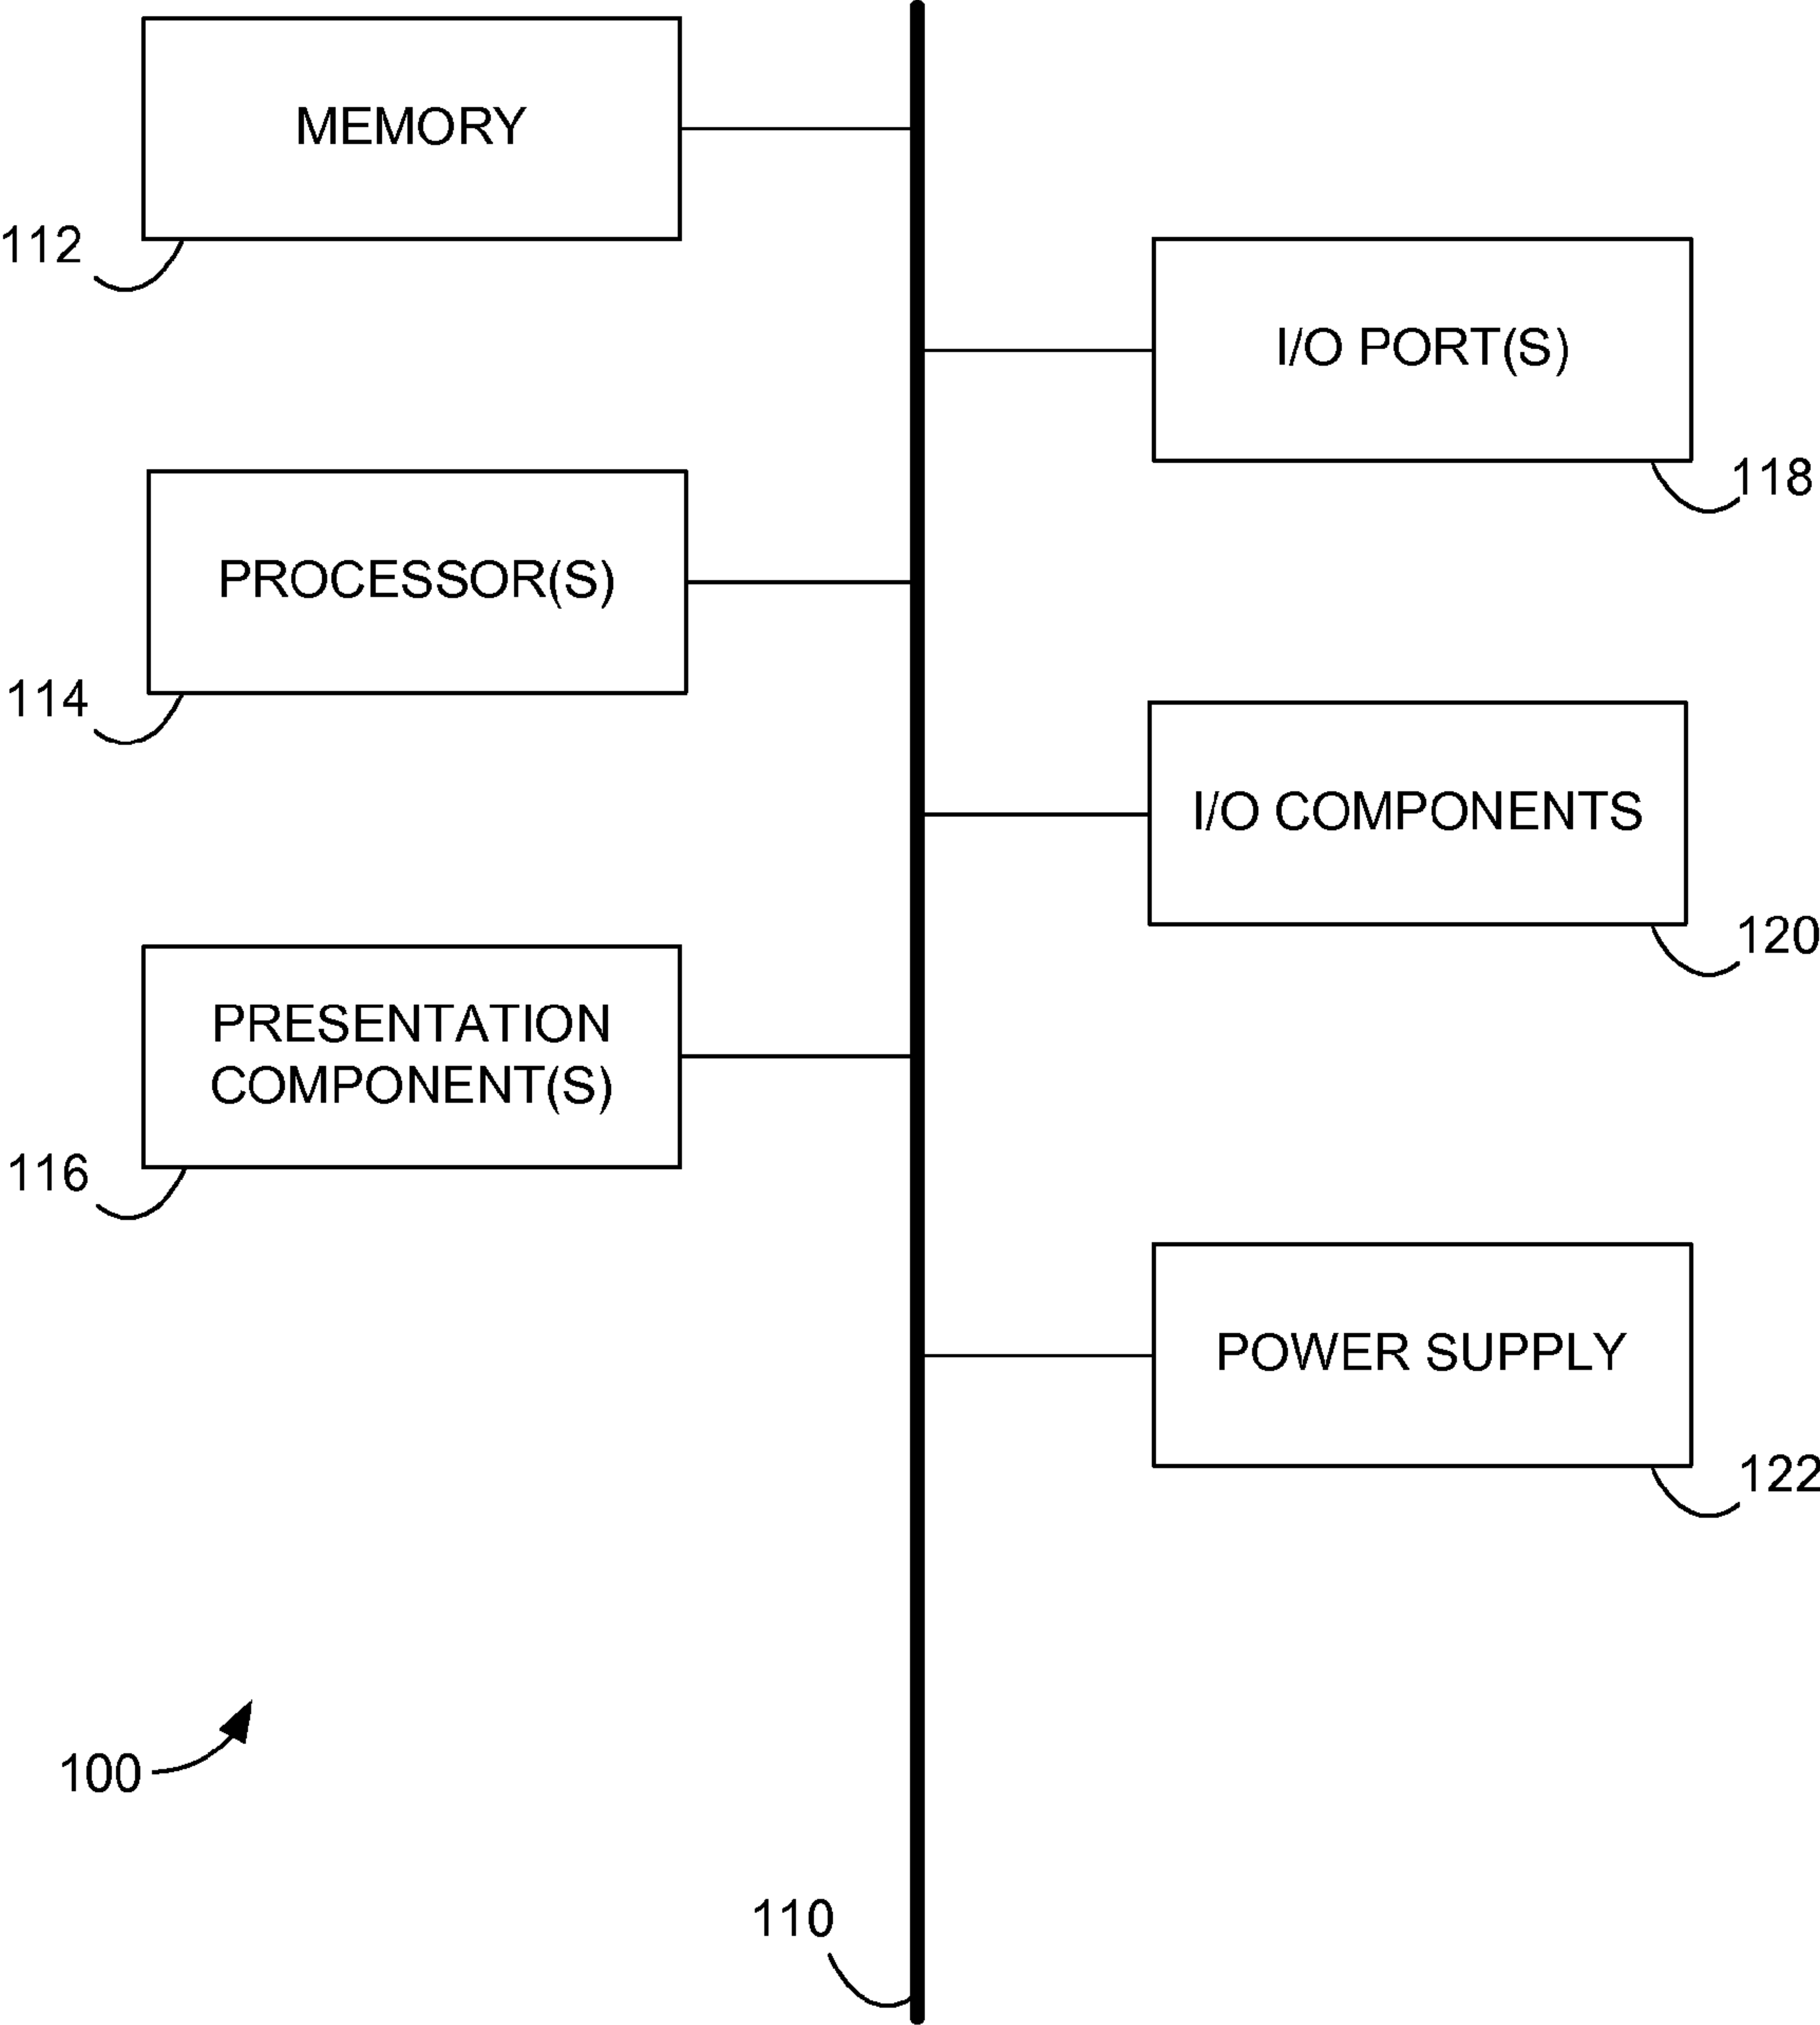 MEMORY
112
I/O PORT(S)
118
PROCESSOR(S)
114
I/O COMPONENTS
120
PRESENTATION
COMPONENT(S)
116
POWER SUPPLY
122
100
110